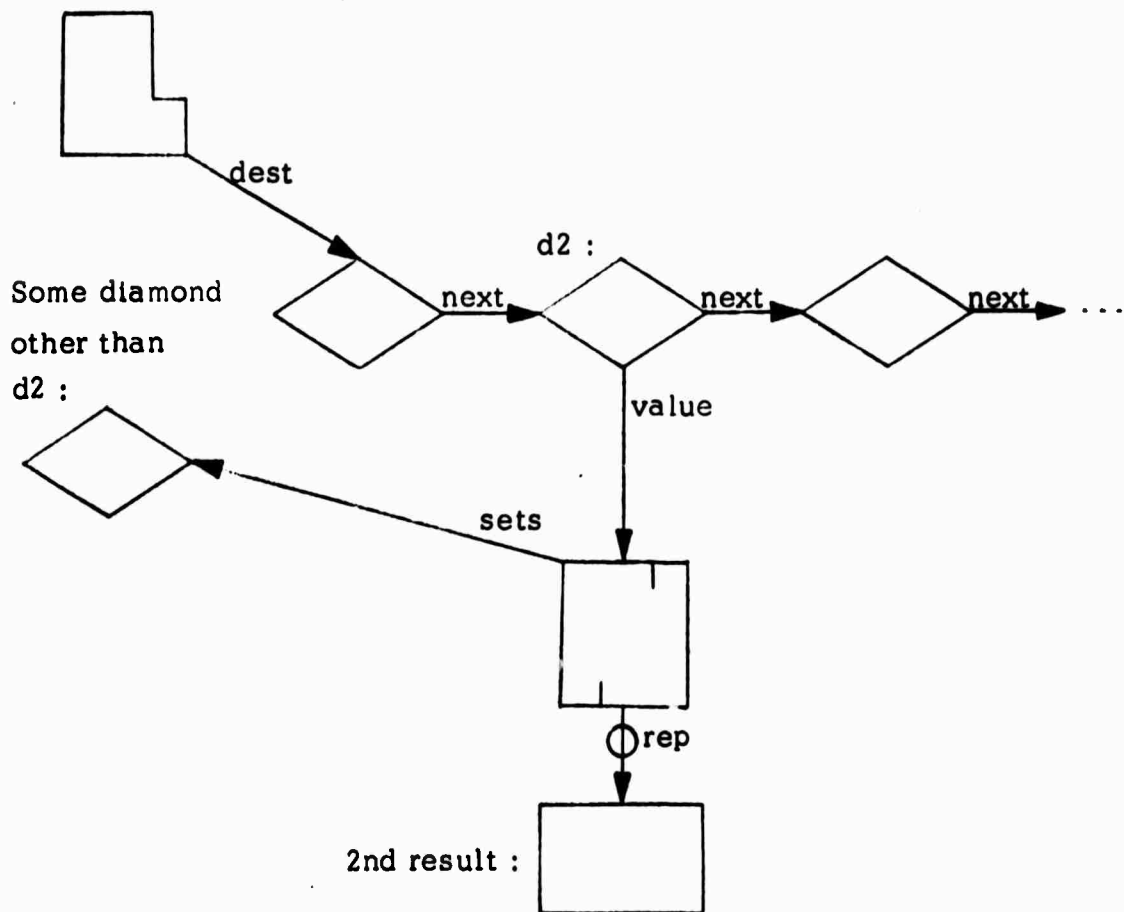 dest
d2 :
Some diamond
other than
d2 :
next
next
next
...
value
sets
rep
2nd result :